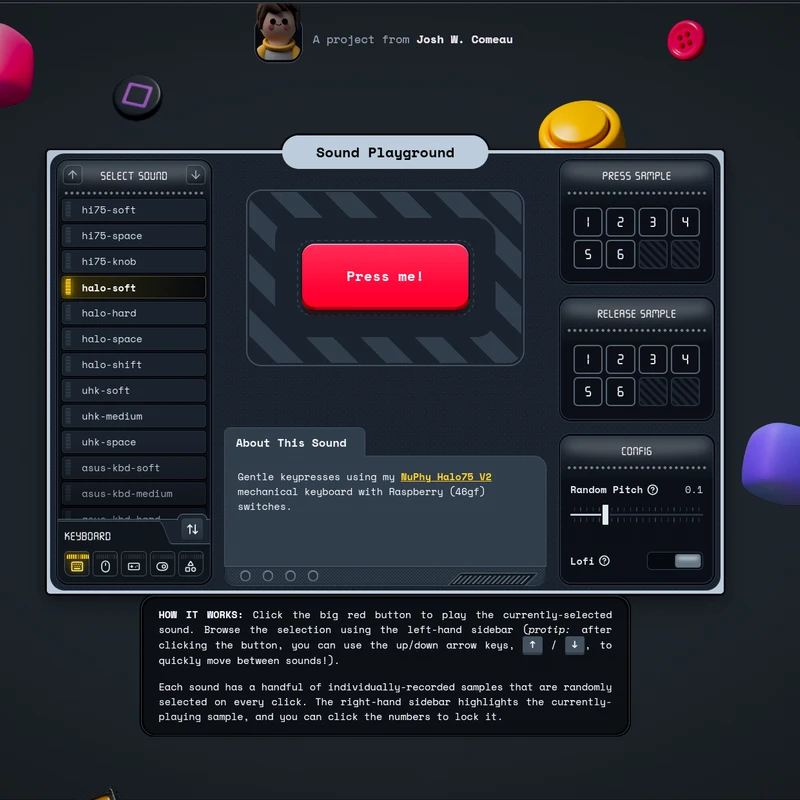 A project from Josh W. Comeau
Sound Playground
SELECT SOUND
hi75-soft
hi75-space
hi75-knob
halo-soft
halo-hard
halo-space
halo-shift
uhk-soft
uhk-medium
uhk-space
asus-kbd-soft
asus-kbd-medium
asus-kbd-hard
KEYBOARD
Press me!
About This Sound
Gentle keypresses using my NuPhy Halo75 V2
mechanical keyboard with Raspberry (46gf)
switches.
PRESS SAMPLE
1 2 3 4
5 6
RELEASE SAMPLE
1 2 3 4
5 6
CONFIG
Random Pitch ? 0.1
Lofi ?
HOW IT WORKS: Click the big red button to play the currently-selected
sound. Browse the selection using the left-hand sidebar (protip: after
clicking the button, you can use the up/down arrow keys, ↑ / ↓, to
quickly move between sounds!).
Each sound has a handful of individually-recorded samples that are randomly
selected on every click. The right-hand sidebar highlights the currently-
playing sample, and you can click the numbers to lock it.